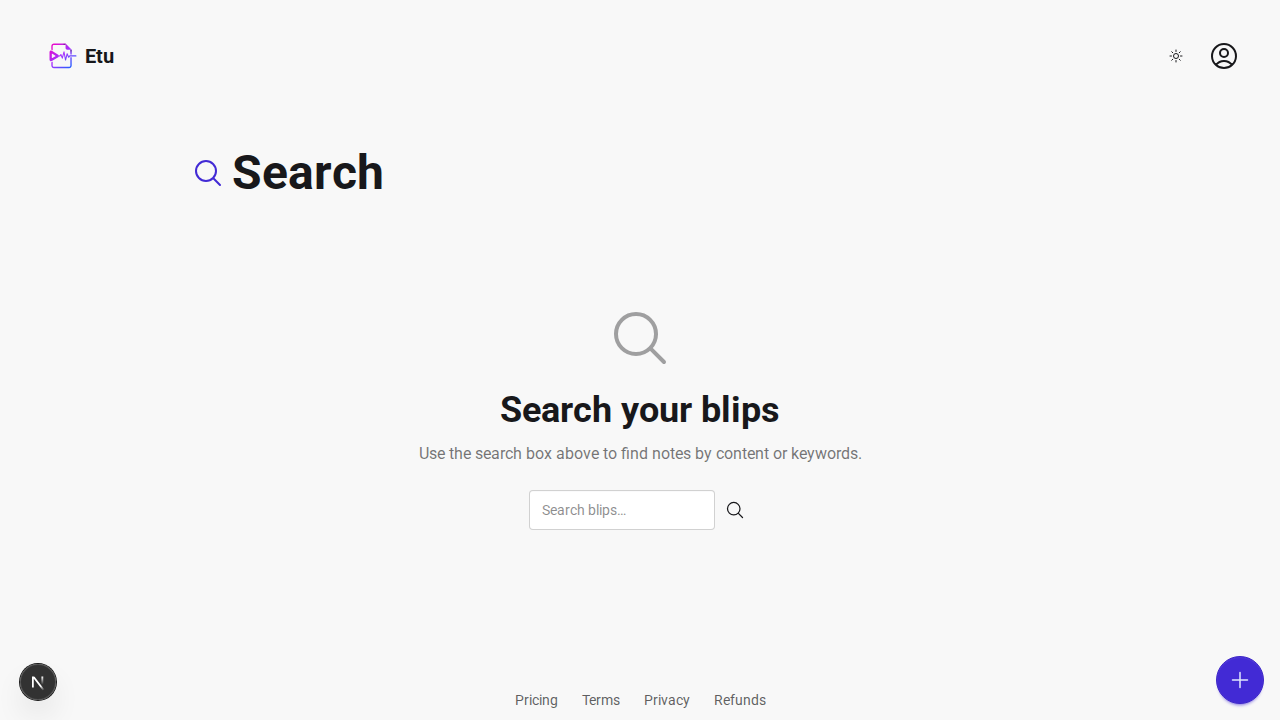 Etu
Search
Search your blips
Use the search box above to find notes by content or keywords.
Search blips...
N
Pricing Terms Privacy Refunds